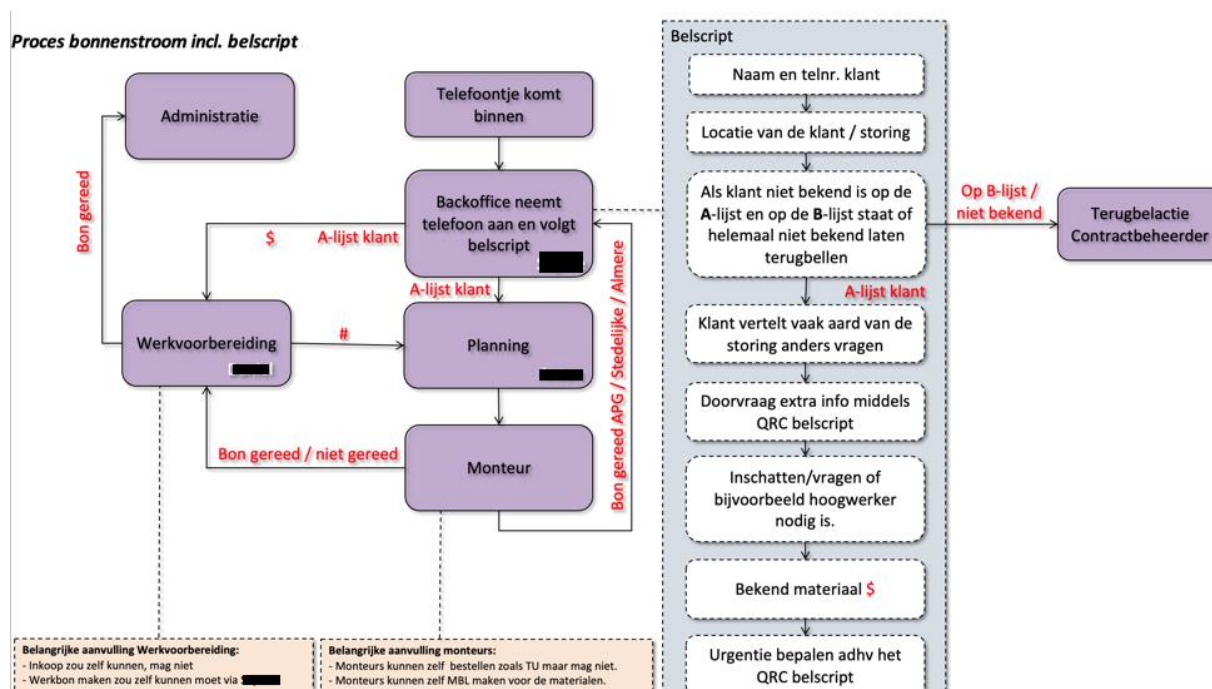 Proces bonnenstroom incl. belscript
Administratie
Telefoontje komt
binnen
Bon gereed
Backoffice neemt
telefoon aan en volgt
belscript
$
A-lijst klant
A-lijst klant
Werkvoorbereiding
#
Planning
Bon gereed / niet gereed
Monteur
Bon gereed APG / Stedelijke / Almere
Belangrijke aanvulling Werkvoorbereiding:
- Inkoop zou zelf kunnen, mag niet
- Werkbon maken zou zelf kunnen moet via
Belangrijke aanvulling monteurs:
- Monteurs kunnen zelf bestellen zoals TU maar mag niet.
- Monteurs kunnen zelf MBL maken voor de materialen.
Belscript
Naam en telnr. klant
Locatie van de klant / storing
Als klant niet bekend is op de
A-lijst en op de B-lijst staat of
helemaal niet bekend laten
terugbellen
Op B-lijst /
niet bekend
Terugbelactie
Contractbeheerder
A-lijst klant
Klant vertelt vaak aard van de
storing anders vragen
Doorvraag extra info middels
QRC belscript
Inschatten/vragen of
bijvoorbeeld hoogwerker
nodig is.
Bekend materiaal $
Urgentie bepalen adhv het
QRC belscript